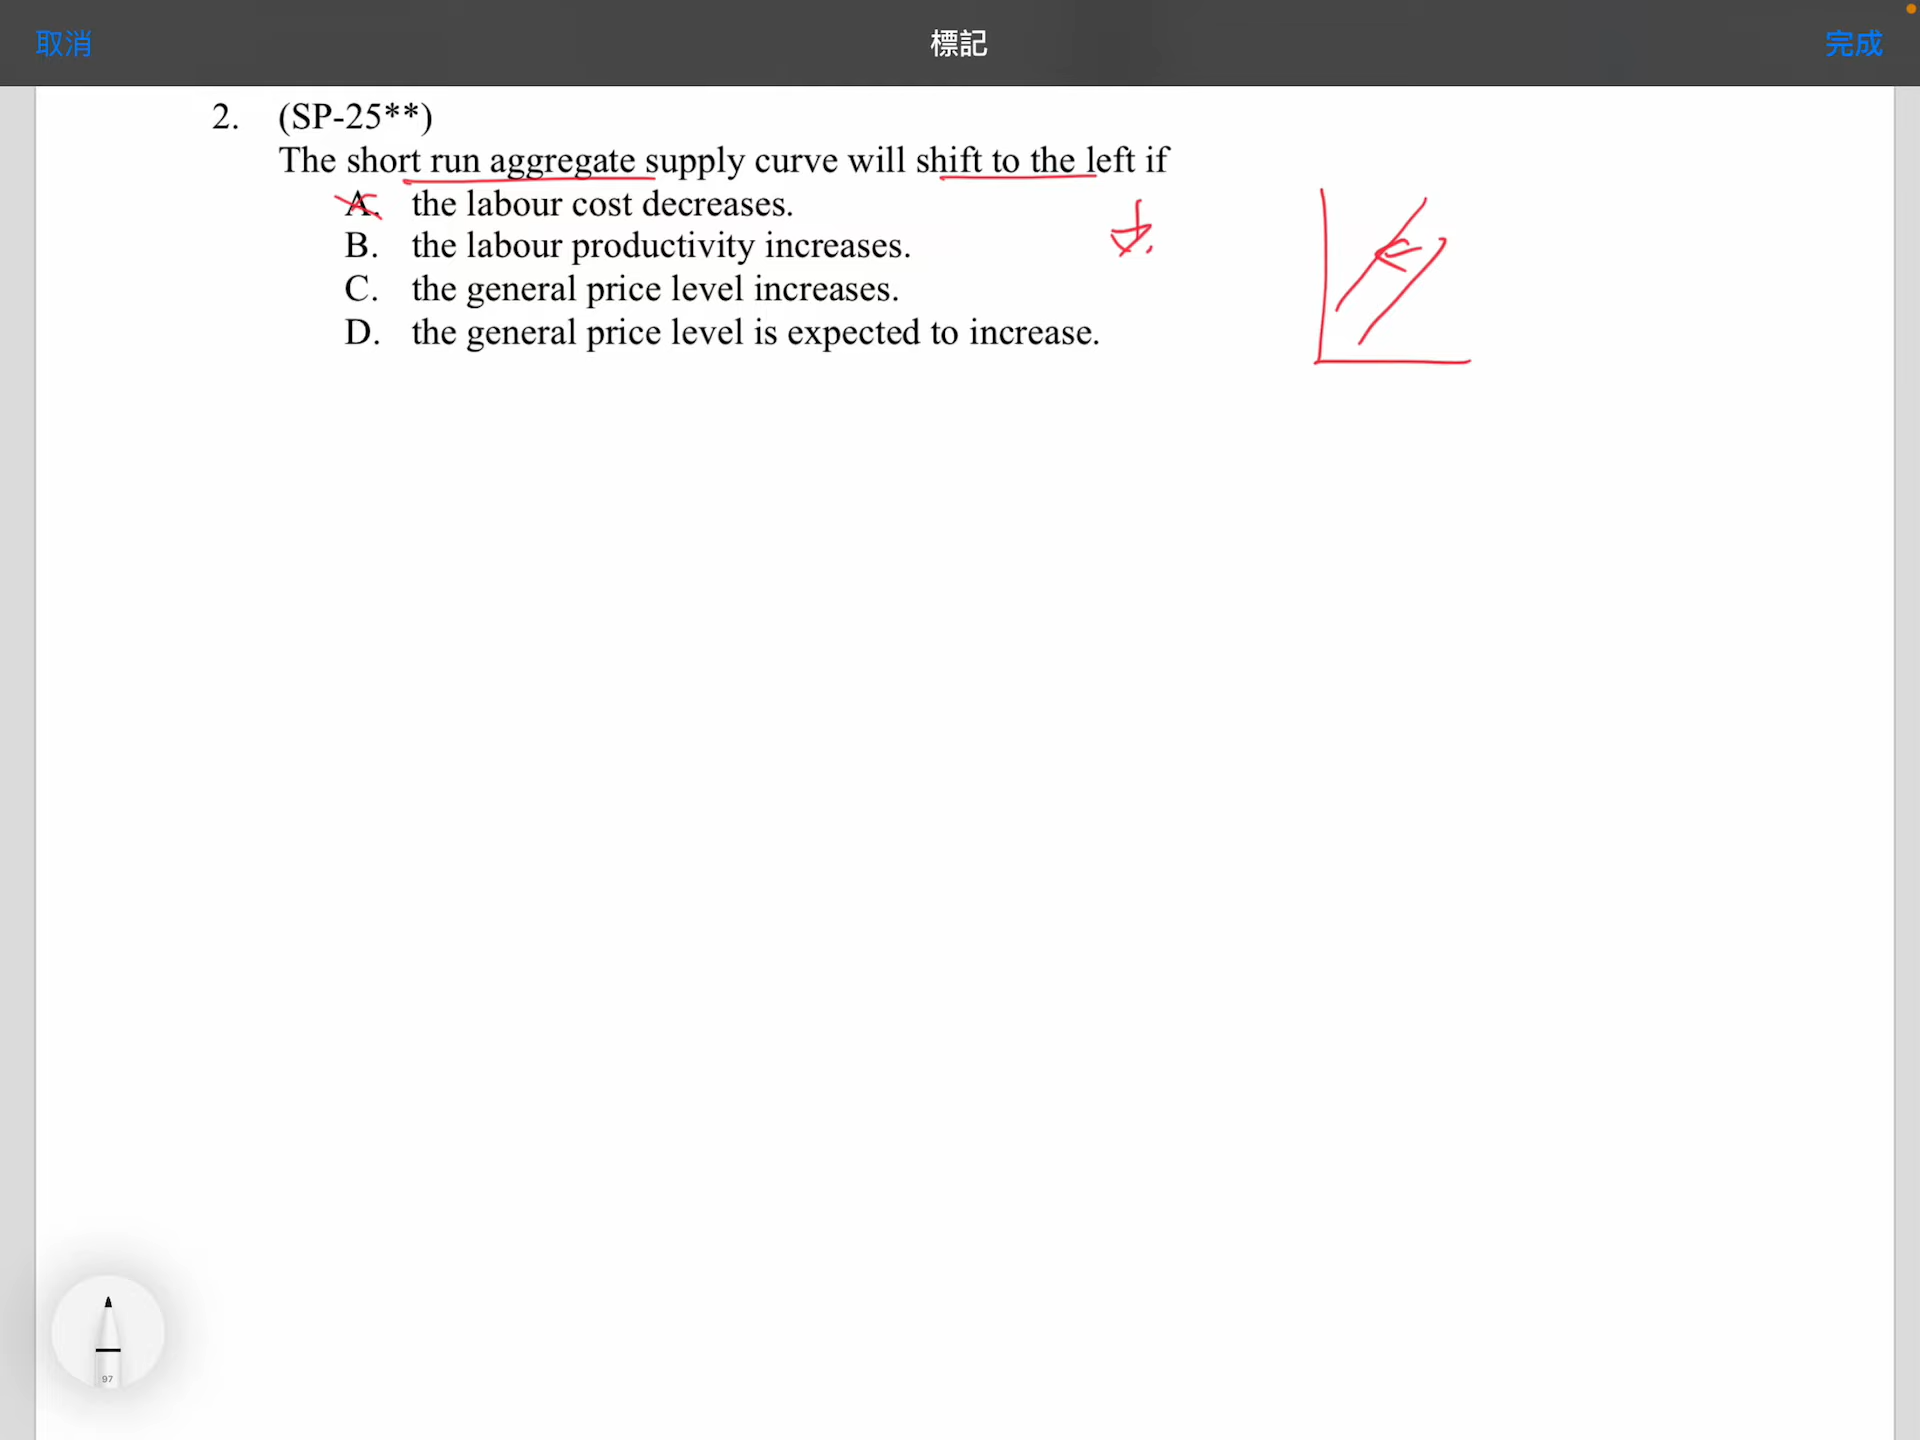 取消
標記
完成
2. (SP-25**)
The short run aggregate supply curve will shift to the left if
A. the labour cost decreases.
B. the labour productivity increases.
C. the general price level increases.
D. the general price level is expected to increase.
97